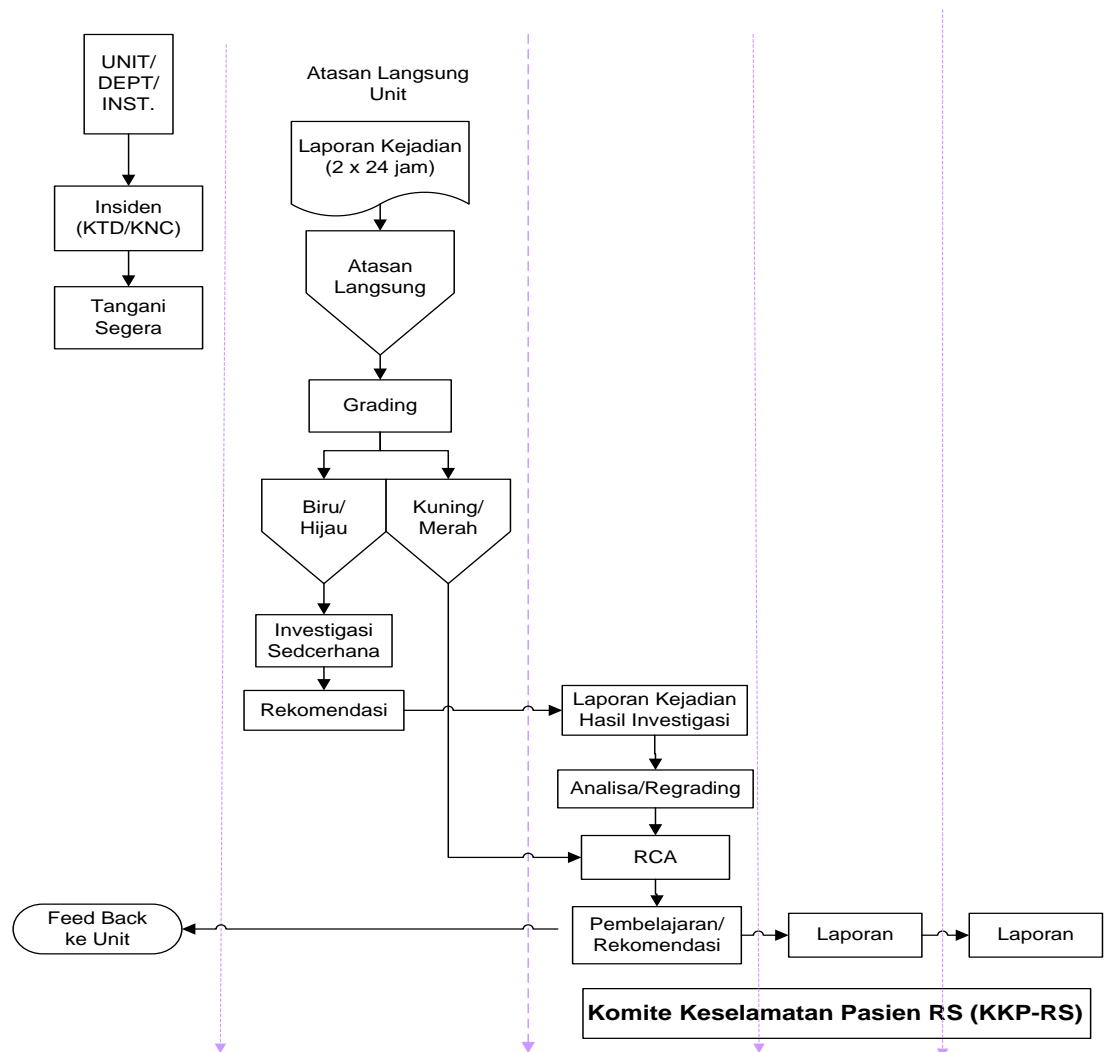 UNIT/
DEPT/
INST.
Insiden
(KTD/KNC)
Tangani
Segera
Atasan Langsung
Unit
Laporan Kejadian
(2 x 24 jam)
Atasan
Langsung
Grading
Biru/
Hijau
Kuning/
Merah
Investigasi
Sedcerhana
Rekomendasi
Laporan Kejadian
Hasil Investigasi
Analisa/Regrading
RCA
Pembelajaran/
Rekomendasi
Feed Back
ke Unit
Laporan
Laporan
Komite Keselamatan Pasien RS (KKP-RS)